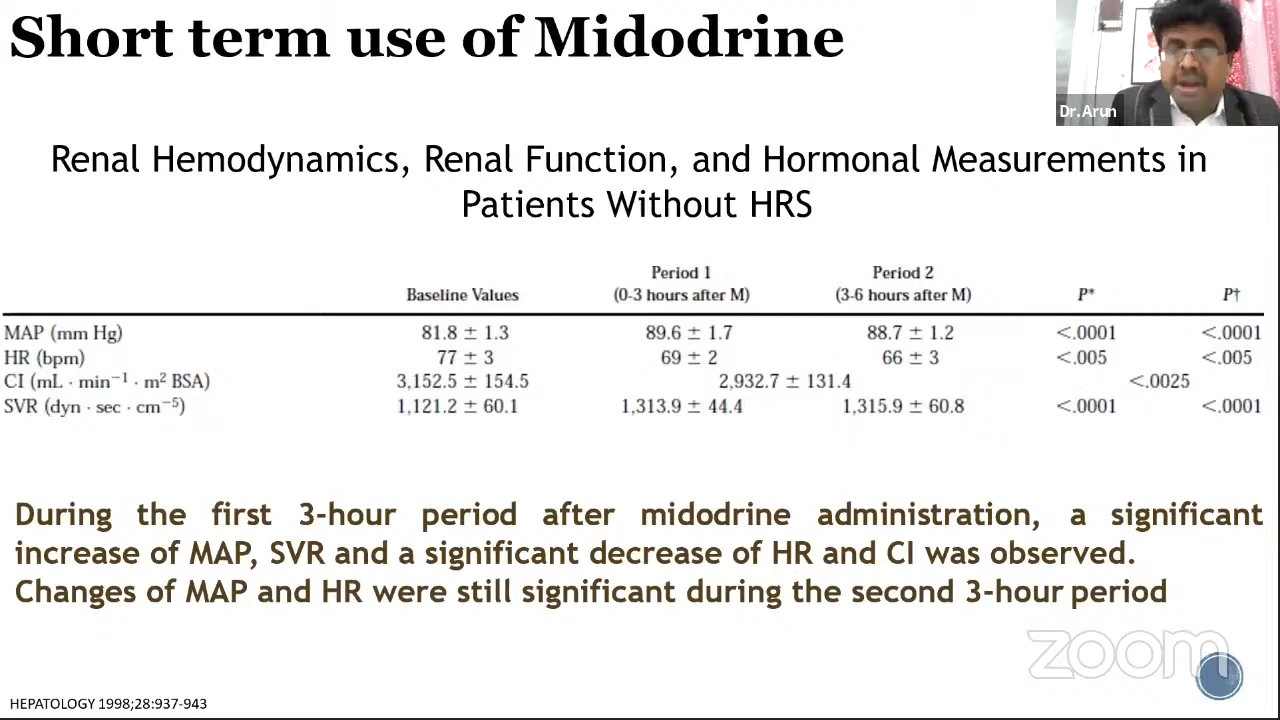 Short term use of Midodrine
Dr.Arun
Renal Hemodynamics, Renal Function, and Hormonal Measurements in
Patients Without HRS
Period 1 Period 2
Baseline Values (0-3 hours after M) (3-6 hours after M) P* P†
MAP (mm Hg) 81.8 ± 1.3 89.6 ± 1.7 88.7 ± 1.2 <.0001 <.0001
HR (bpm) 77 ± 3 69 ± 2 66 ± 3 <.005 <.005
CI (mL · min−1 · m2 BSA) 3,152.5 ± 154.5 2,932.7 ± 131.4 <.0025
SVR (dyn · sec · cm−5) 1,121.2 ± 60.1 1,313.9 ± 44.4 1,315.9 ± 60.8 <.0001 <.0001
During the first 3-hour period after midodrine administration, a significant
increase of MAP, SVR and a significant decrease of HR and CI was observed.
Changes of MAP and HR were still significant during the second 3-hour period
zoom
HEPATOLOGY 1998;28:937-943